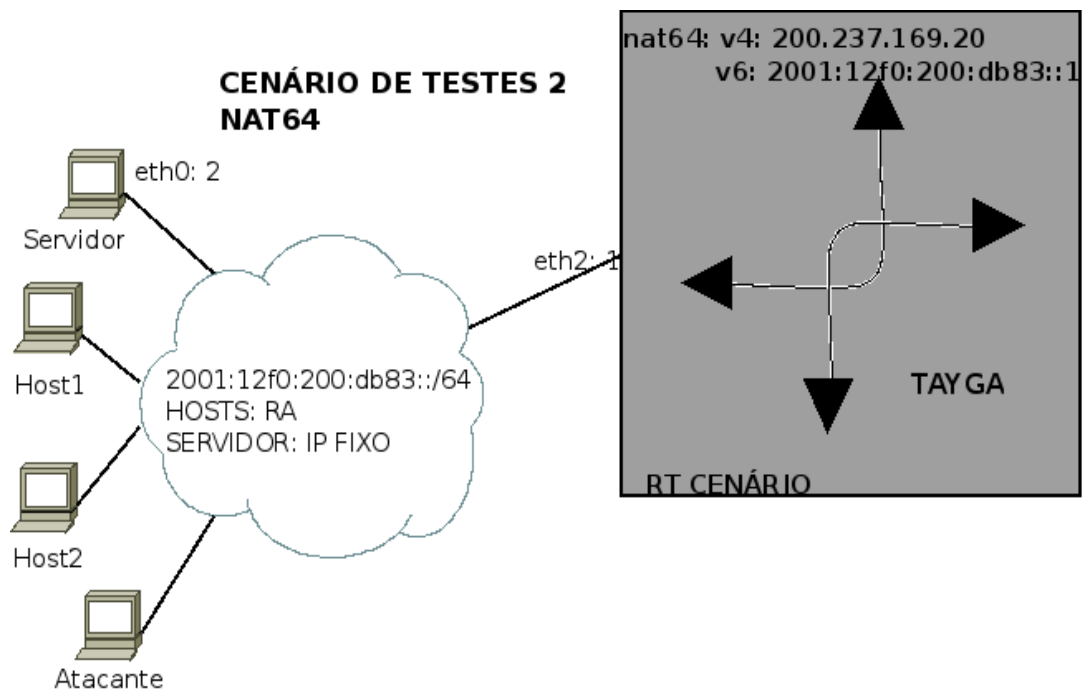 nat64: v4: 200.237.169.20
v6: 2001:12f0:200:db83::1
CENÁRIO DE TESTES 2
NAT64
eth0: 2
Servidor
eth2: 1
Host1
2001:12f0:200:db83::/64
HOSTS: RA
SERVIDOR: IP FIXO
TAYGA
RT CENÁRIO
Host2
Atacante